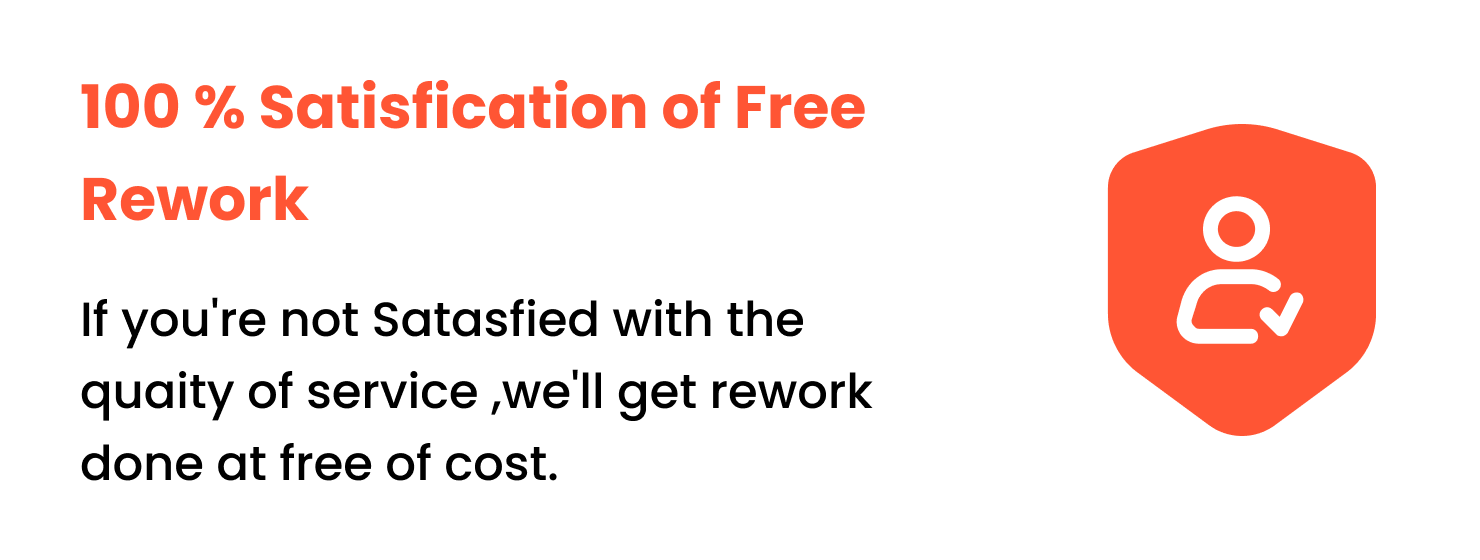 100 % Satisfication of Free
Rework
If you're not Satasfied with the
quaity of service ,we'll get rework
done at free of cost.